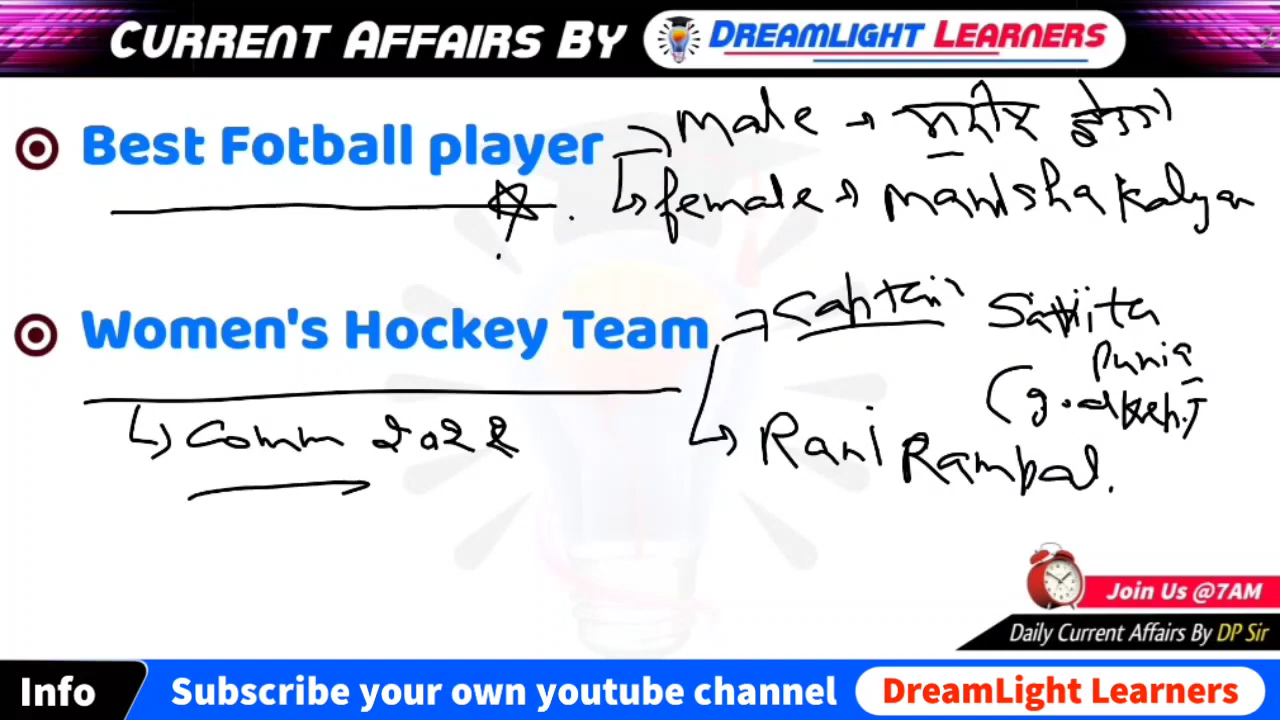 CURRENT AFFAIRS BY DREAMLIGHT LEARNERS
Best Fotball player
male →
female → manisha kalyan
Women's Hockey Team
Captain Savita
Punia
Comm 2022
Rani Rampal.
Join Us @7AM
Daily Current Affairs By DP Sir
Info Subscribe your own youtube channel DreamLight Learners